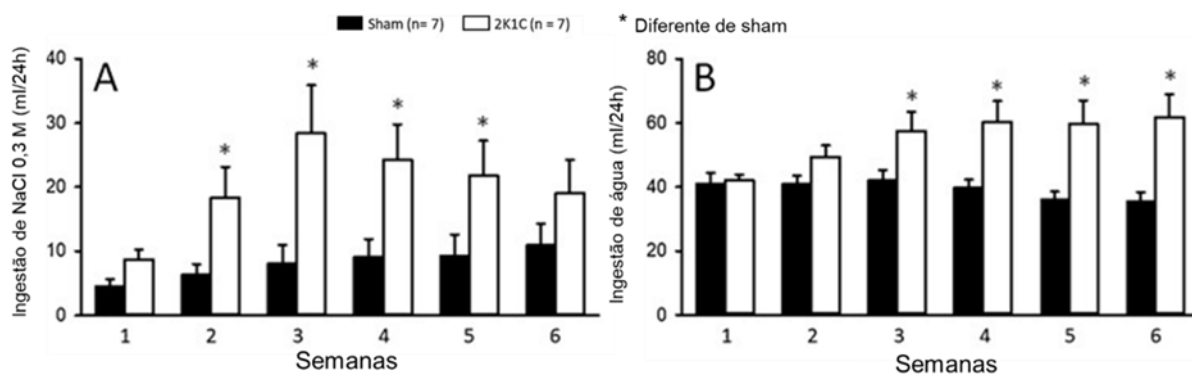 Sham (n= 7) 2K1C (n = 7) * Diferente de sham
A
Ingestão de NaCl 0,3 M (ml/24h)
40
30
20
10
0
* * * *
1 2 3 4 5 6
Semanas
B
Ingestão de água (ml/24h)
80
60
40
20
0
* * * *
1 2 3 4 5 6
Semanas